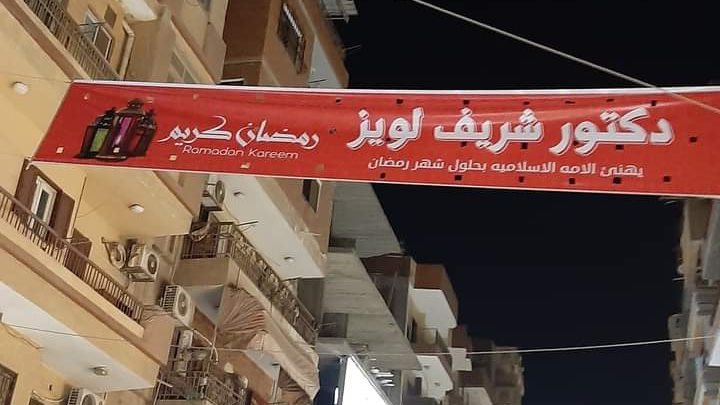 دكتور شريف لويز
يهنئ الامه الاسلاميه بحلول شهر رمضان
رمضان كريم
Ramadan Kareem